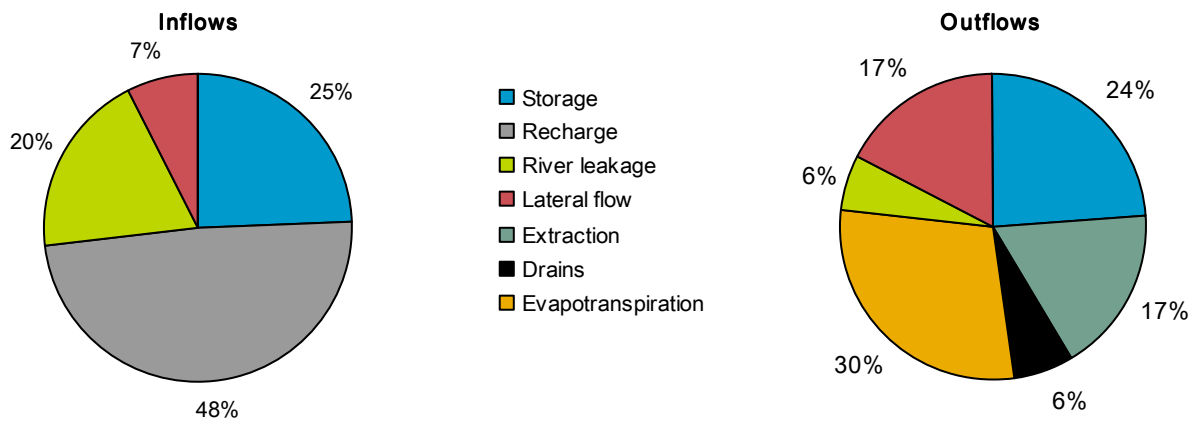 Inflows
7%
25%
20%
48%
Storage
Recharge
River leakage
Lateral flow
Extraction
Drains
Evapotranspiration
Outflows
17%
24%
6%
17%
30%
6%